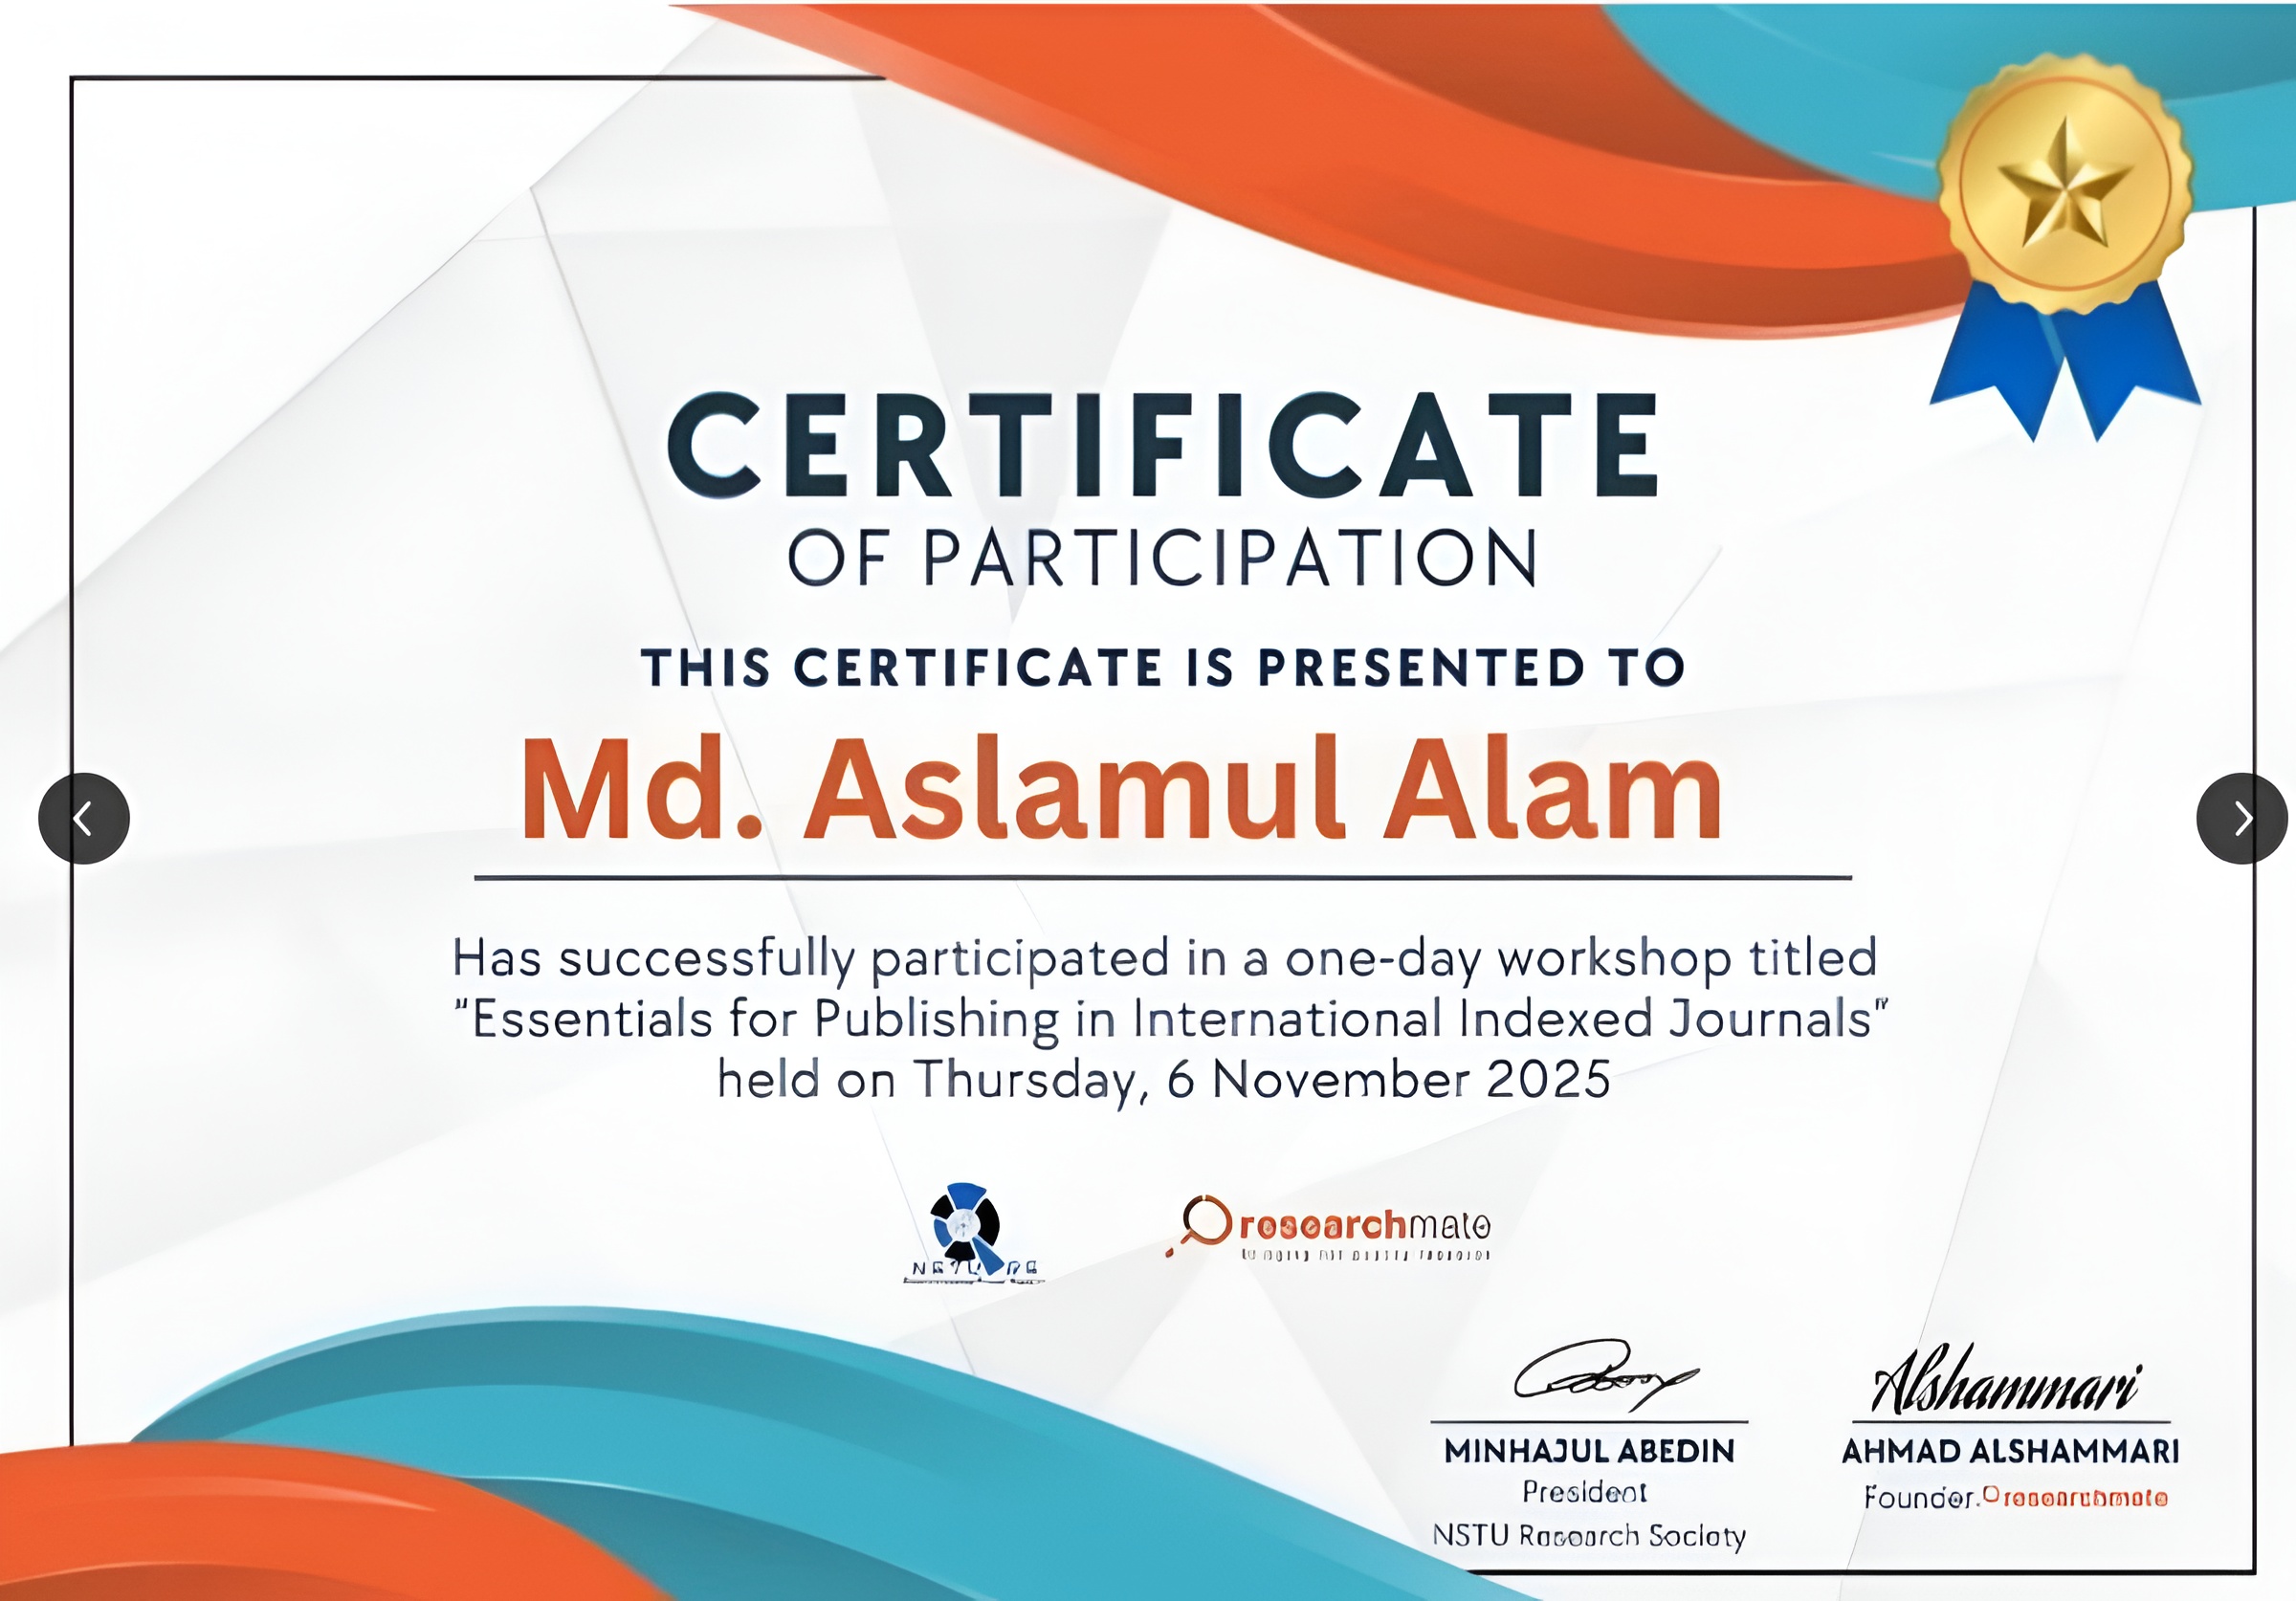 CERTIFICATE
OF PARTICIPATION
THIS CERTIFICATE IS PRESENTED TO
Md. Aslamul Alam
Has successfully participated in a one-day workshop titled
"Essentials for Publishing in International Indexed Journals"
held on Thursday, 6 November 2025
researchmate
Alshammari
MINHAJUL ABEDIN
AHMAD ALSHAMMARI
President
Founder, researchmate
NSTU Research Society